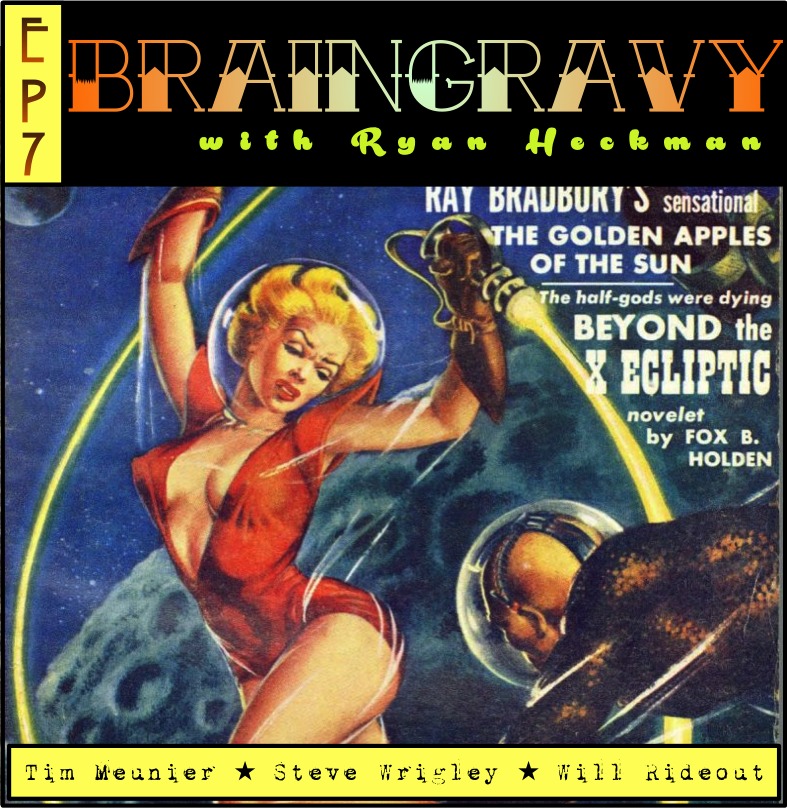 EP7
BRAINGRAVY
with Ryan Heckman
RAY BRADBURY'S sensational
THE GOLDEN APPLES
OF THE SUN
The half-gods were dying
BEYOND the
X ECLIPTIC
novelet
by FOX B.
HOLDEN
Tim Meunier ★ Steve Wrigley ★ Will Rideout